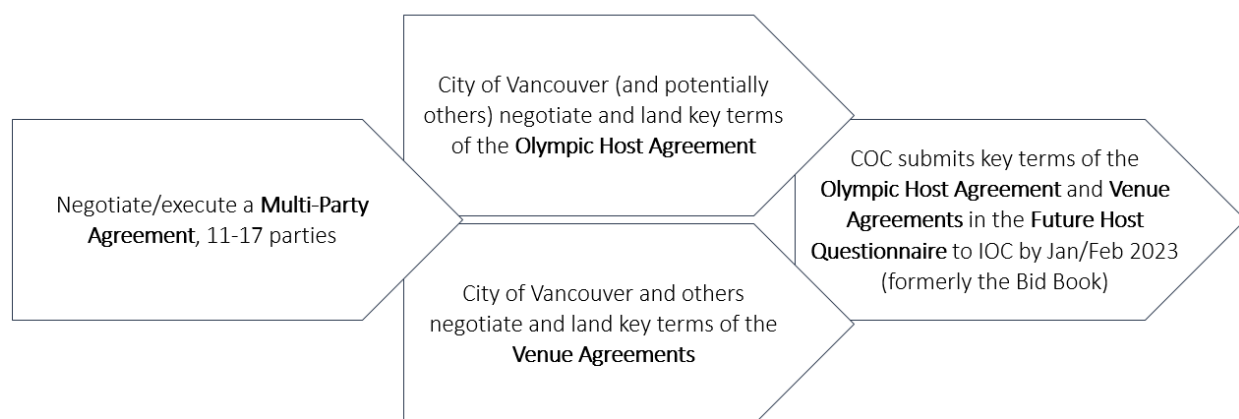 Negotiate/execute a Multi-Party
Agreement, 11-17 parties
City of Vancouver (and potentially
others) negotiate and land key terms
of the Olympic Host Agreement
City of Vancouver and others
negotiate and land key terms of the
Venue Agreements
COC submits key terms of the
Olympic Host Agreement and Venue
Agreements in the Future Host
Questionnaire to IOC by Jan/Feb 2023
(formerly the Bid Book)